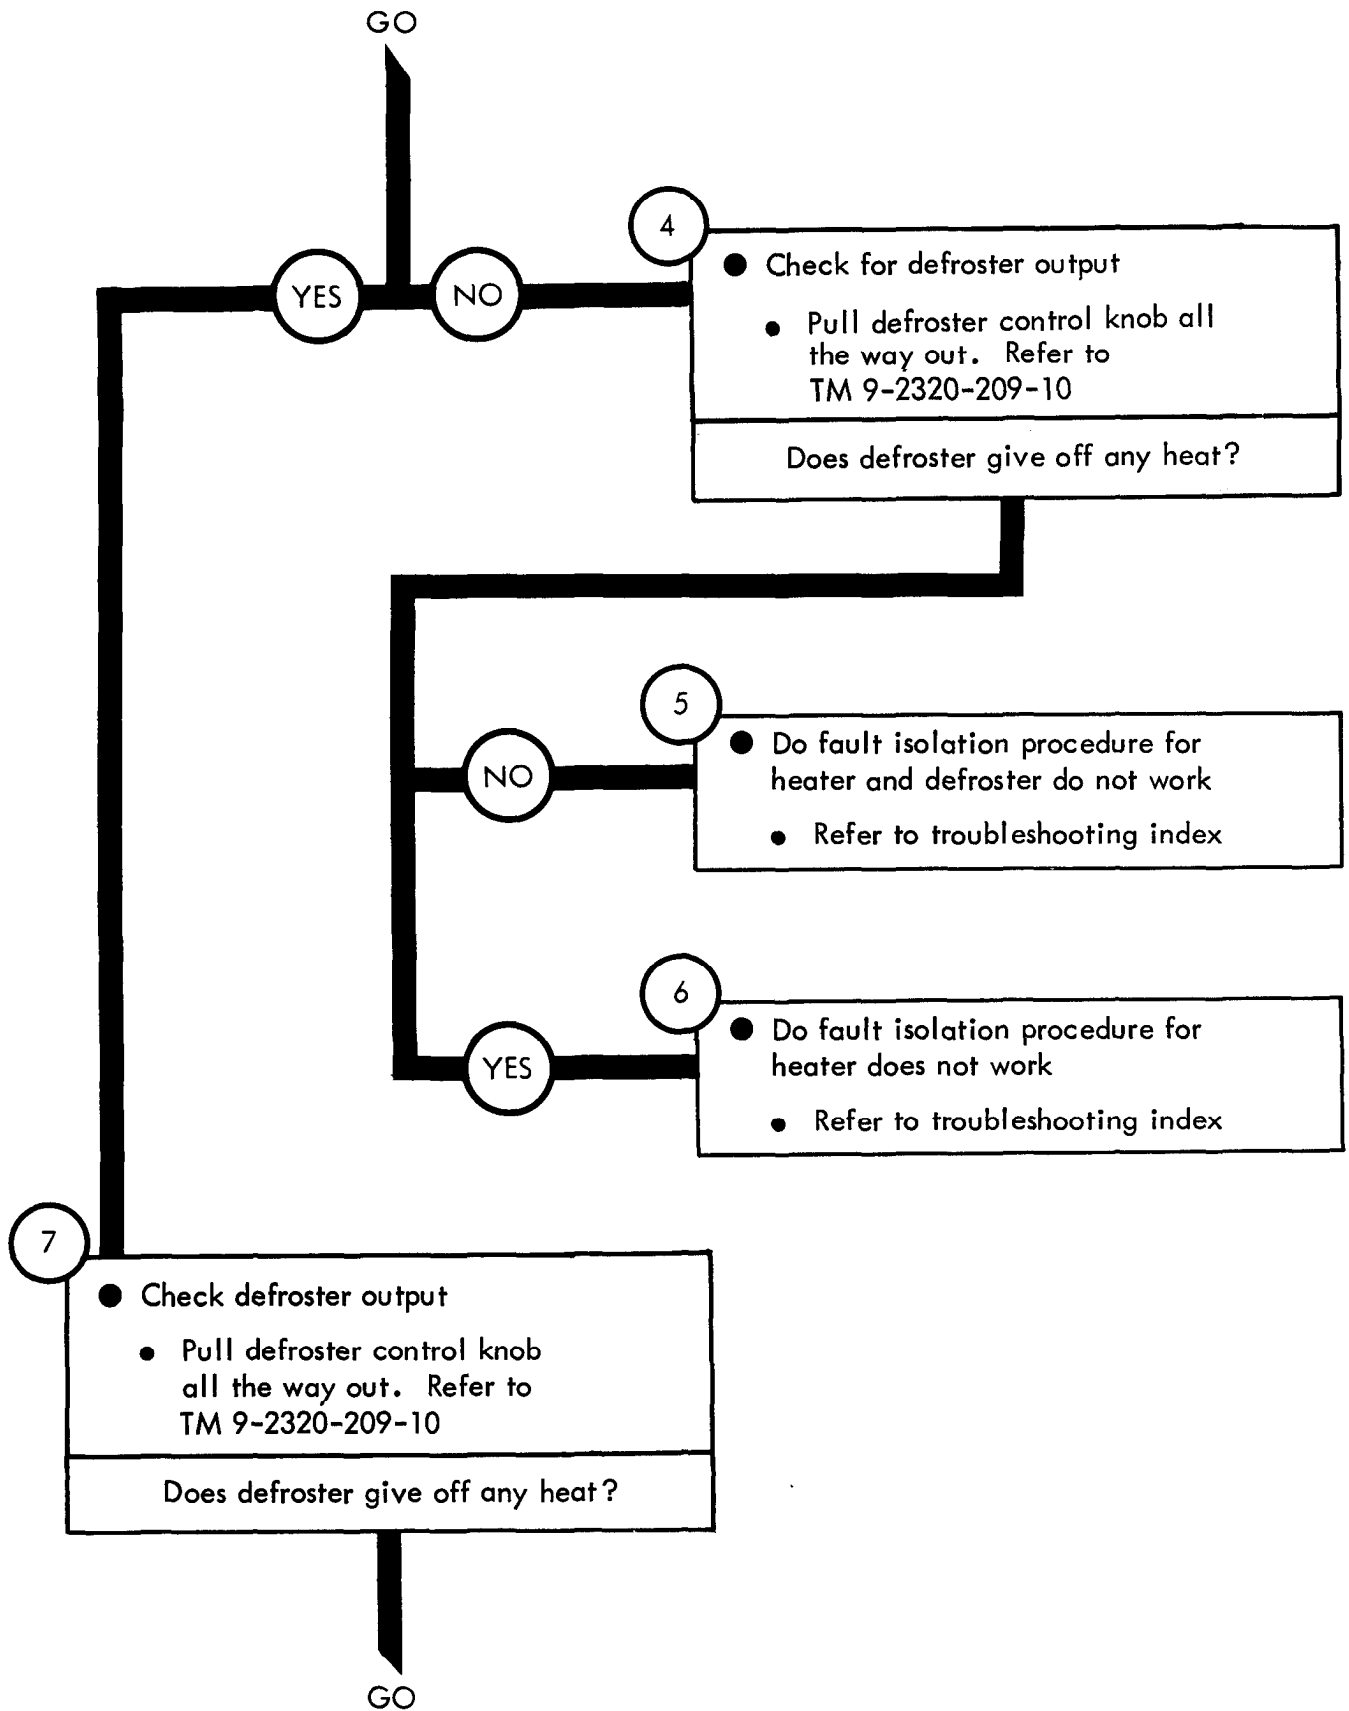 GO
YES
NO
4
● Check for defroster output
● Pull defroster control knob all
the way out. Refer to
TM 9-2320-209-10
Does defroster give off any heat?
5
NO
● Do fault isolation procedure for
heater and defroster do not work
● Refer to troubleshooting index
6
YES
● Do fault isolation procedure for
heater does not work
● Refer to troubleshooting index
7
● Check defroster output
● Pull defroster control knob
all the way out. Refer to
TM 9-2320-209-10
Does defroster give off any heat?
GO